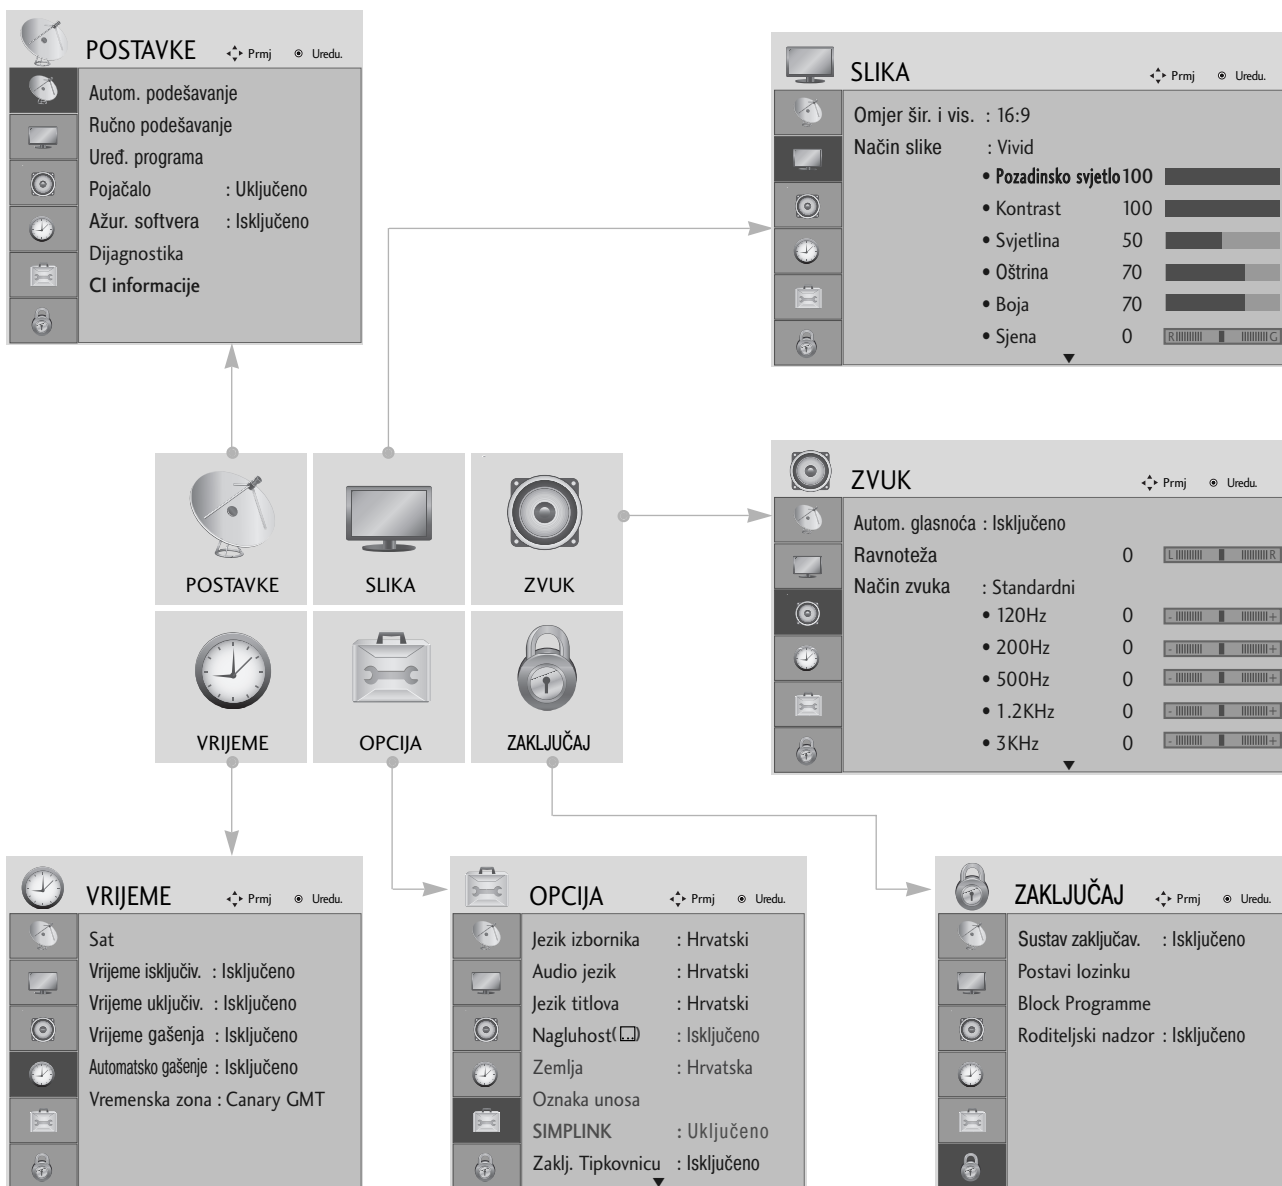 POSTAVKE Prmj Uredu.
Autom. podešavanje
Ručno podešavanje
Uređ. programa
Pojačalo : Uključeno
Ažur. softvera : Isključeno
Dijagnostika
CI informacije
SLIKA Prmj Uredu.
Omjer šir. i vis. : 16:9
Način slike : Vivid
• Pozadinsko svjetlo 100
• Kontrast 100
• Svjetlina 50
• Oštrina 70
• Boja 70
• Sjena 0 R G
POSTAVKE SLIKA ZVUK
VRIJEME OPCIJA ZAKLJUČAJ
ZVUK Prmj Uredu.
Autom. glasnoća : Isključeno
Ravnoteža 0 L R
Način zvuka : Standardni
• 120Hz 0 - +
• 200Hz 0 - +
• 500Hz 0 - +
• 1.2KHz 0 - +
• 3KHz 0 - +
VRIJEME Prmj Uredu.
Sat
Vrijeme isključiv. : Isključeno
Vrijeme uključiv. : Isključeno
Vrijeme gašenja : Isključeno
Automatsko gašenje : Isključeno
Vremenska zona : Canary GMT
OPCIJA Prmj Uredu.
Jezik izbornika : Hrvatski
Audio jezik : Hrvatski
Jezik titlova : Hrvatski
Nagluhost( ) : Isključeno
Zemlja : Hrvatska
Oznaka unosa
SIMPLINK : Uključeno
Zaklj. Tipkovnicu : Isključeno
ZAKLJUČAJ Prmj Uredu.
Sustav zaključav. : Isključeno
Postavi lozinku
Block Programme
Roditeljski nadzor : Isključeno